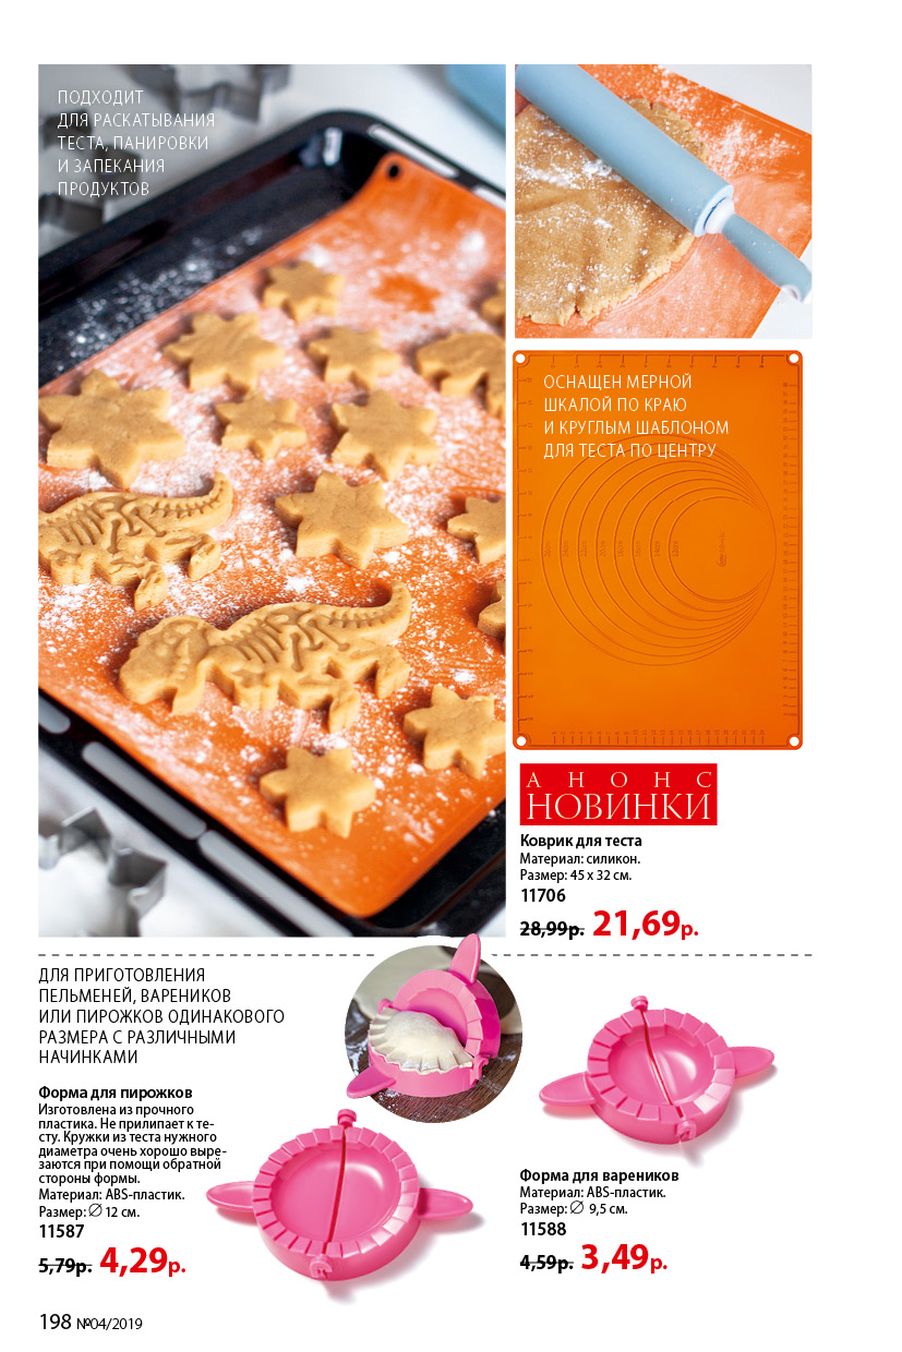 ПОДХОДИТ
ДЛЯ РАСКАТЫВАНИЯ
ТЕСТА, ПАНИРОВКИ
И ЗАПЕКАНИЯ
ПРОДУКТОВ
ОСНАЩЕН МЕРНОЙ
ШКАЛОЙ ПО КРАЮ
И КРУГЛЫМ ШАБЛОНОМ
ДЛЯ ТЕСТА ПО ЦЕНТРУ
АНОНС
НОВИНКИ
Коврик для теста
Материал: силикон.
Размер: 45 x 32 см.
11706
28,99р. 21,69р.
ДЛЯ ПРИГОТОВЛЕНИЯ
ПЕЛЬМЕНЕЙ, ВАРЕНИКОВ
ИЛИ ПИРОЖКОВ ОДИНАКОВОГО
РАЗМЕРА С РАЗЛИЧНЫМИ
НАЧИНКАМИ
Форма для пирожков
Изготовлена из прочного
пластика. Не прилипает к те-
сту. Кружки из теста нужного
диаметра очень хорошо выре-
заются при помощи обратной
стороны формы.
Материал: ABS-пластик.
Размер: ∅ 12 см.
11587
5,79р. 4,29р.
Форма для вареников
Материал: ABS-пластик.
Размер: ∅ 9,5 см.
11588
4,59р. 3,49р.
198 №04/2019